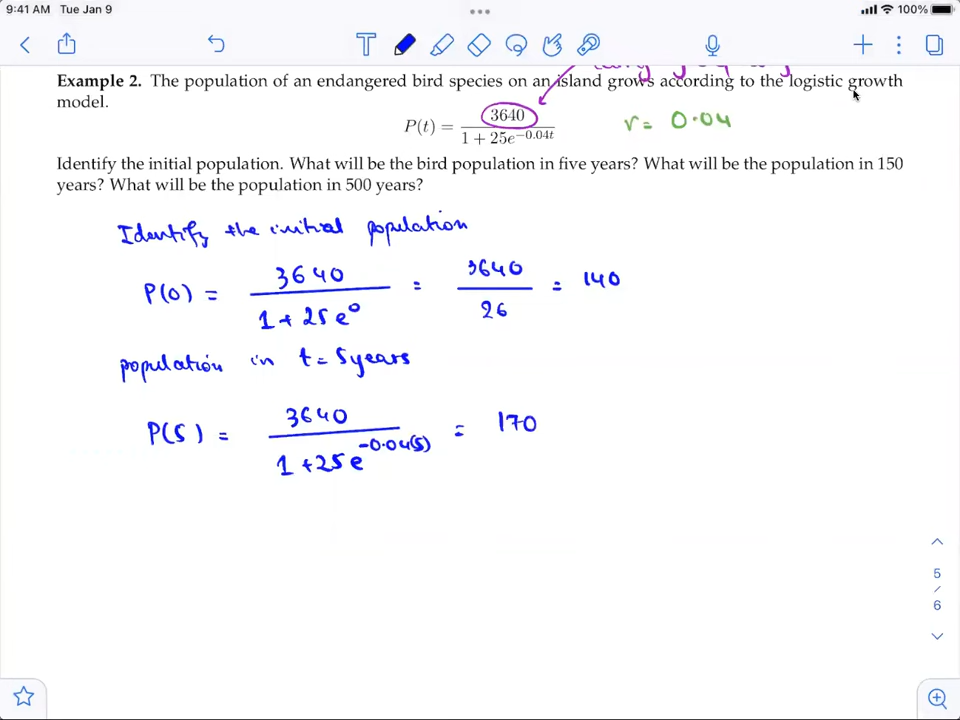 9:41 AM Tue Jan 9
100%
Example 2. The population of an endangered bird species on an island grows according to the logistic growth
model.
P(t) = 3640 / (1 + 25e^{-0.04t})
r = 0.04
Identify the initial population. What will be the bird population in five years? What will be the population in 150
years? What will be the population in 500 years?
Identify the initial population
P(0) = 3640 / (1 + 25e^0) = 3640 / 26 = 140
population in t = 5 years
P(5) = 3640 / (1 + 25e^{-0.04(5)}) = 170
5
/
6